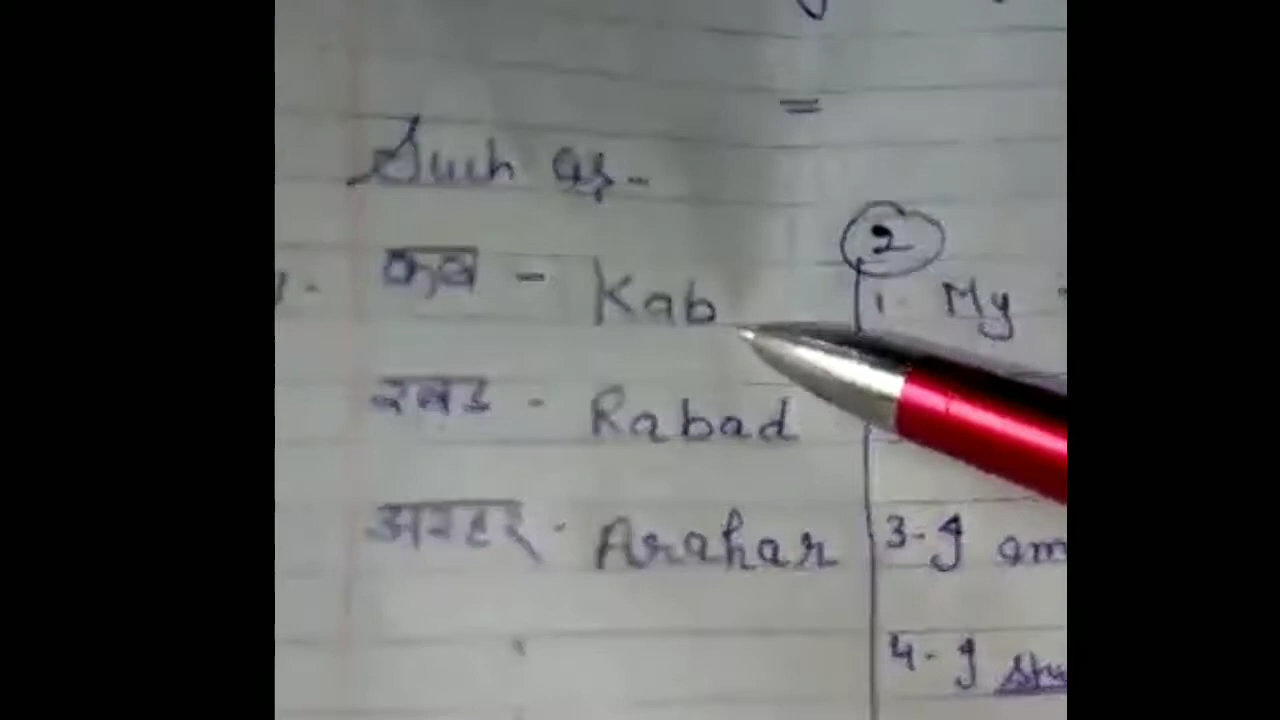 Such as-
कब - Kab
रबड - Rabad
अरहर - Arahar
2
1. My
3- I am
4- I